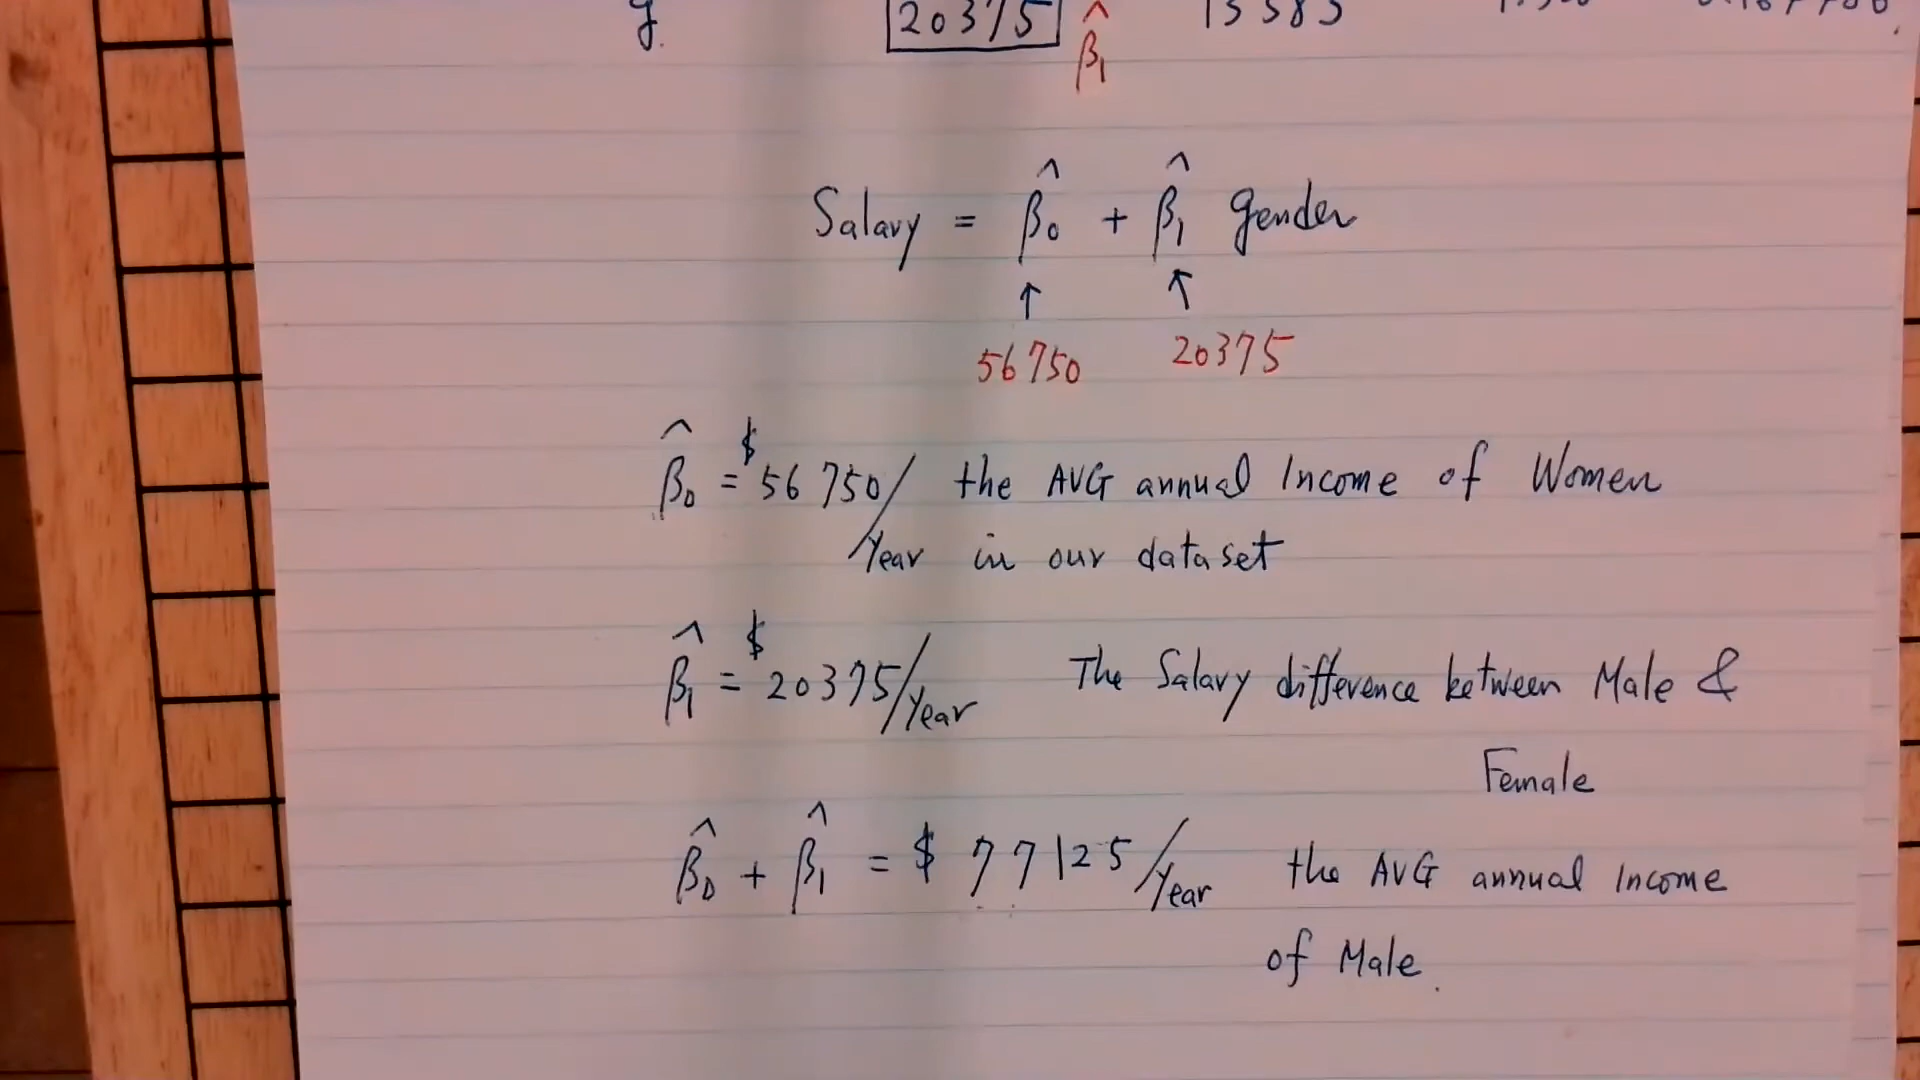 g. 20375 β̂₁ 13385
Salary = β̂₀ + β̂₁ gender
↑ ↑
56750 20375
β̂₀ = $56750/Year the AVG annual Income of Women
in our dataset
β̂₁ = $20375/Year The Salary difference between Male &
Female
β̂₀ + β̂₁ = $77125/Year the AVG annual Income
of Male.